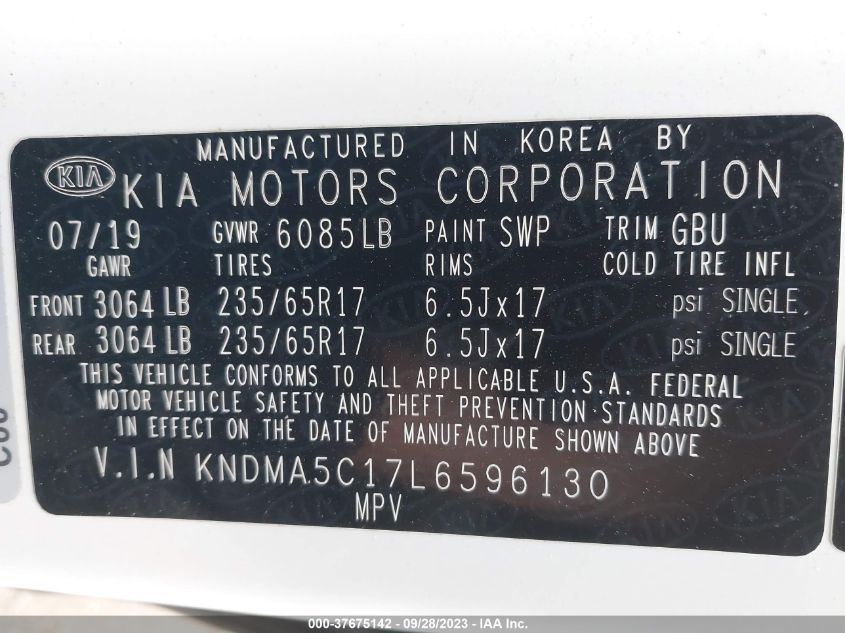 MANUFACTURED IN KOREA BY
KIA KIA MOTORS CORPORATION
07/19 GVWR 6085LB PAINT SWP TRIM GBU
GAWR TIRES RIMS COLD TIRE INFL
FRONT 3064 LB 235/65R17 6.5Jx17 psi SINGLE
REAR 3064 LB 235/65R17 6.5Jx17 psi SINGLE
THIS VEHICLE CONFORMS TO ALL APPLICABLE U.S.A. FEDERAL
MOTOR VEHICLE SAFETY AND THEFT PREVENTION STANDARDS
IN EFFECT ON THE DATE OF MANUFACTURE SHOWN ABOVE
V.I.N KNDMA5C17L6596130
MPV
000-37675142 - 09/28/2023 - IAA Inc.